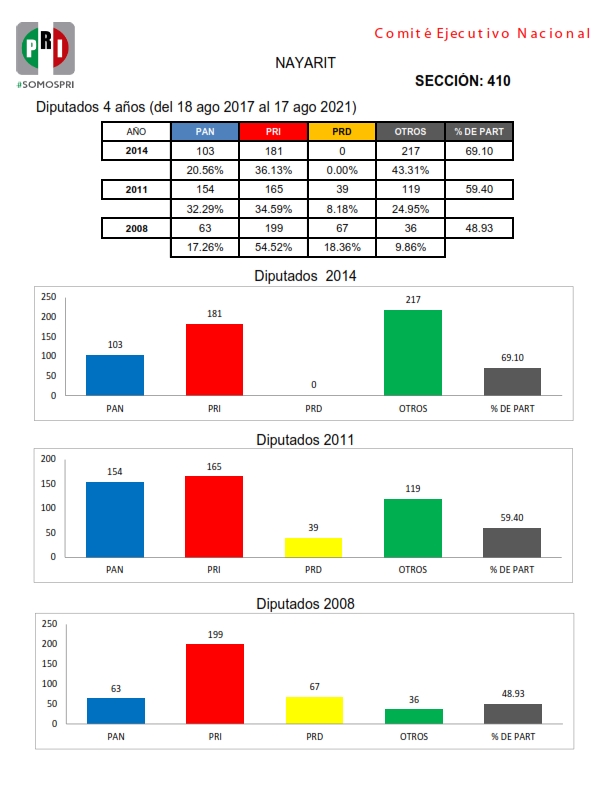 Comité Ejecutivo Nacional
PRI
#SOMOSPRI
NAYARIT
SECCIÓN: 410
Diputados 4 años (del 18 ago 2017 al 17 ago 2021)
AÑO PAN PRI PRD OTROS % DE PART
2014 103 181 0 217 69.10
20.56% 36.13% 0.00% 43.31%
2011 154 165 39 119 59.40
32.29% 34.59% 8.18% 24.95%
2008 63 199 67 36 48.93
17.26% 54.52% 18.36% 9.86%
Diputados 2014
250
200
150
100
50
0
103 181 0 217 69.10
PAN PRI PRD OTROS % DE PART
Diputados 2011
200
150
100
50
0
154 165 39 119 59.40
PAN PRI PRD OTROS % DE PART
Diputados 2008
250
200
150
100
50
0
63 199 67 36 48.93
PAN PRI PRD OTROS % DE PART